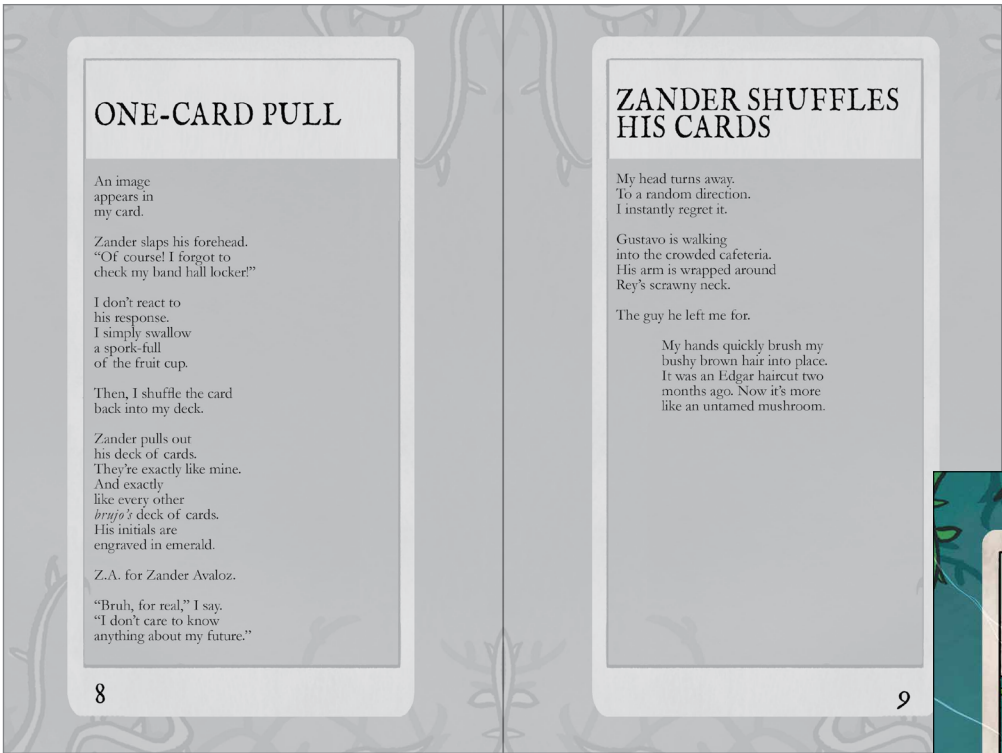 ONE-CARD PULL
An image
appears in
my card.
Zander slaps his forehead.
“Of course! I forgot to
check my band hall locker!”
I don’t react to
his response.
I simply swallow
a spork-full
of the fruit cup.
Then, I shuffle the card
back into my deck.
Zander pulls out
his deck of cards.
They’re exactly like mine.
And exactly
like every other
brujo’s deck of cards.
His initials are
engraved in emerald.
Z.A. for Zander Avaloz.
“Bruh, for real,” I say.
“I don’t care to know
anything about my future.”
8
ZANDER SHUFFLES
HIS CARDS
My head turns away.
To a random direction.
I instantly regret it.
Gustavo is walking
into the crowded cafeteria.
His arm is wrapped around
Rey’s scrawny neck.
The guy he left me for.
My hands quickly brush my
bushy brown hair into place.
It was an Edgar haircut two
months ago. Now it’s more
like an untamed mushroom.
9